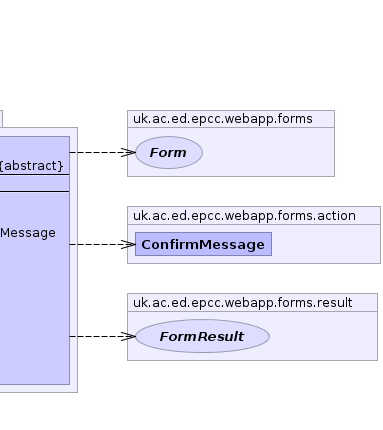 uk.ac.ed.epcc.webapp.forms
Form
{abstract}
uk.ac.ed.epcc.webapp.forms.action
Message
ConfirmMessage
uk.ac.ed.epcc.webapp.forms.result
FormResult